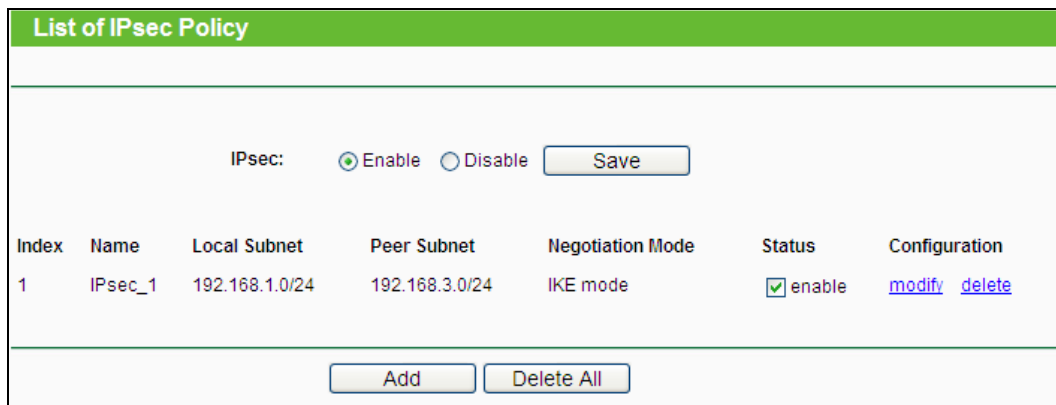 List of IPsec Policy
IPsec: Enable Disable Save
Index Name Local Subnet Peer Subnet Negotiation Mode Status Configuration
1 IPsec_1 192.168.1.0/24 192.168.3.0/24 IKE mode enable modify delete
Add Delete All